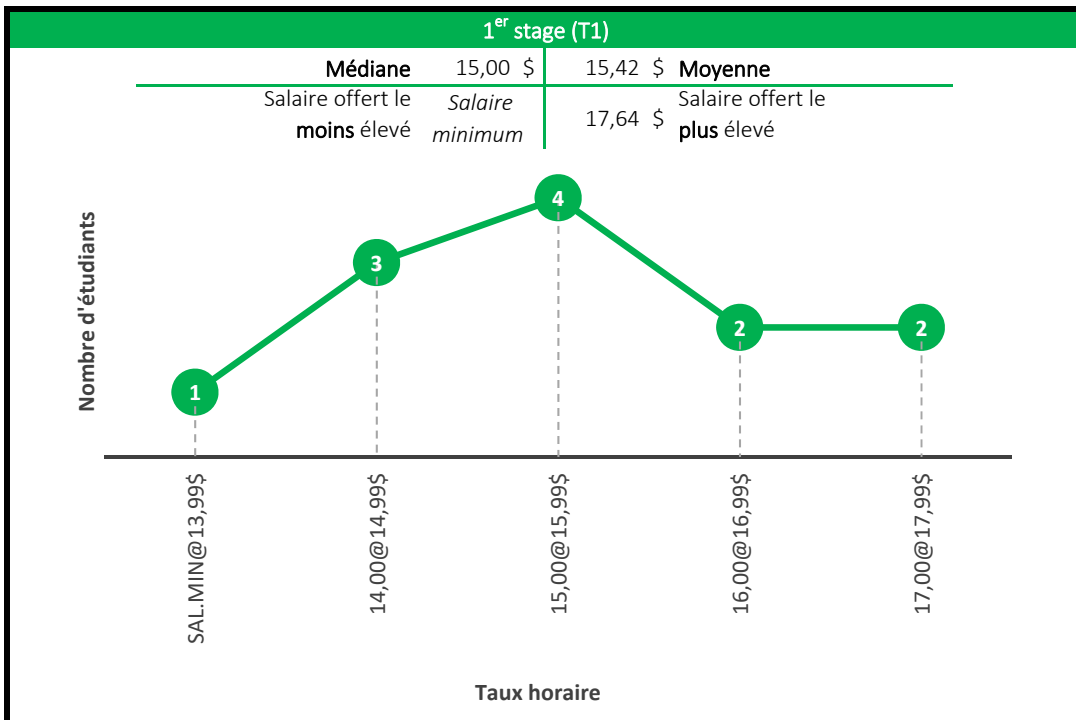 1er stage (T1)
Médiane 15,00 $ 15,42 $ Moyenne
Salaire offert le moins élevé Salaire minimum 17,64 $ Salaire offert le plus élevé
Nombre d'étudiants
1
3
4
2
2
SAL.MIN@13,99$
14,00@14,99$
15,00@15,99$
16,00@16,99$
17,00@17,99$
Taux horaire